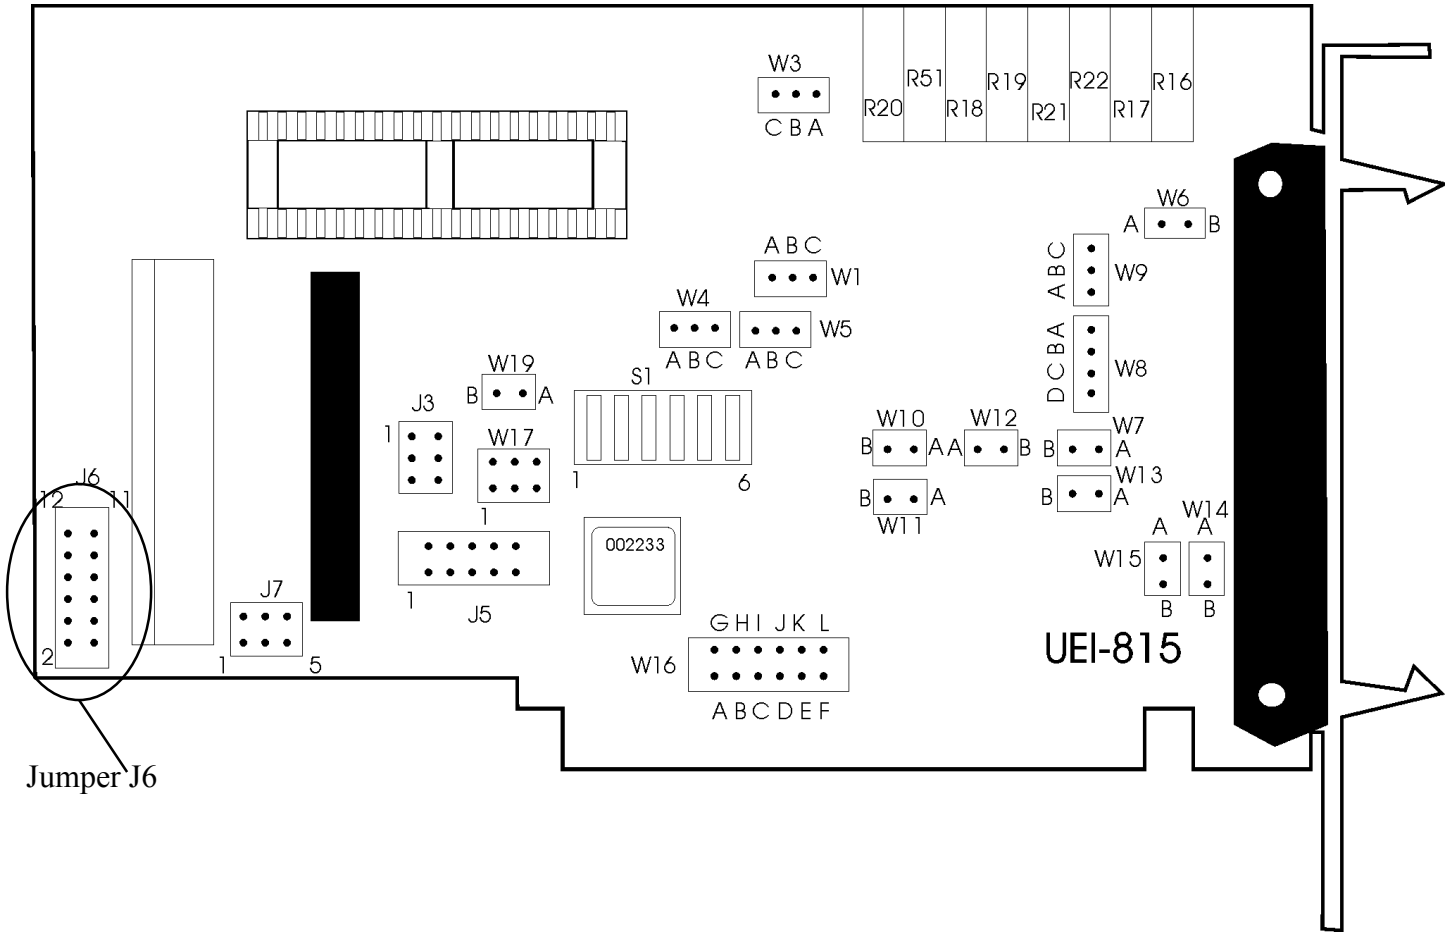 W3
C B A
R20
R51
R18
R19
R21
R22
R17
R16
W6
A B
A B C
W1
A B C
W9
W4
W5
A B C
A B C
D C B A
W8
W19
B A
S1
1 6
J3
1
W17
1
W10
B A
W12
A B
W7
B A
W13
B A
B A
W11
J6
12 11
2
W14
A A
W15
B B
002233
J5
1
J7
1 5
G H I J K L
W16
A B C D E F
UEI-815
Jumper J6